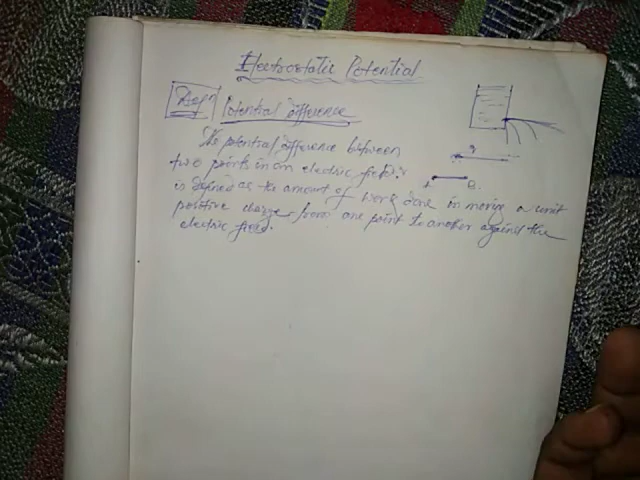 Electrostatic Potential
Defn Potential difference
The potential difference between
two points in an electric field
is defined as the amount of work done in moving a unit
positive charge from one point to another against the
electric field.